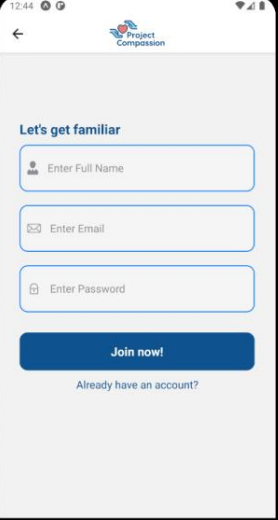 12:44
Project
Compassion
Let's get familiar
Enter Full Name
Enter Email
Enter Password
Join now!
Already have an account?